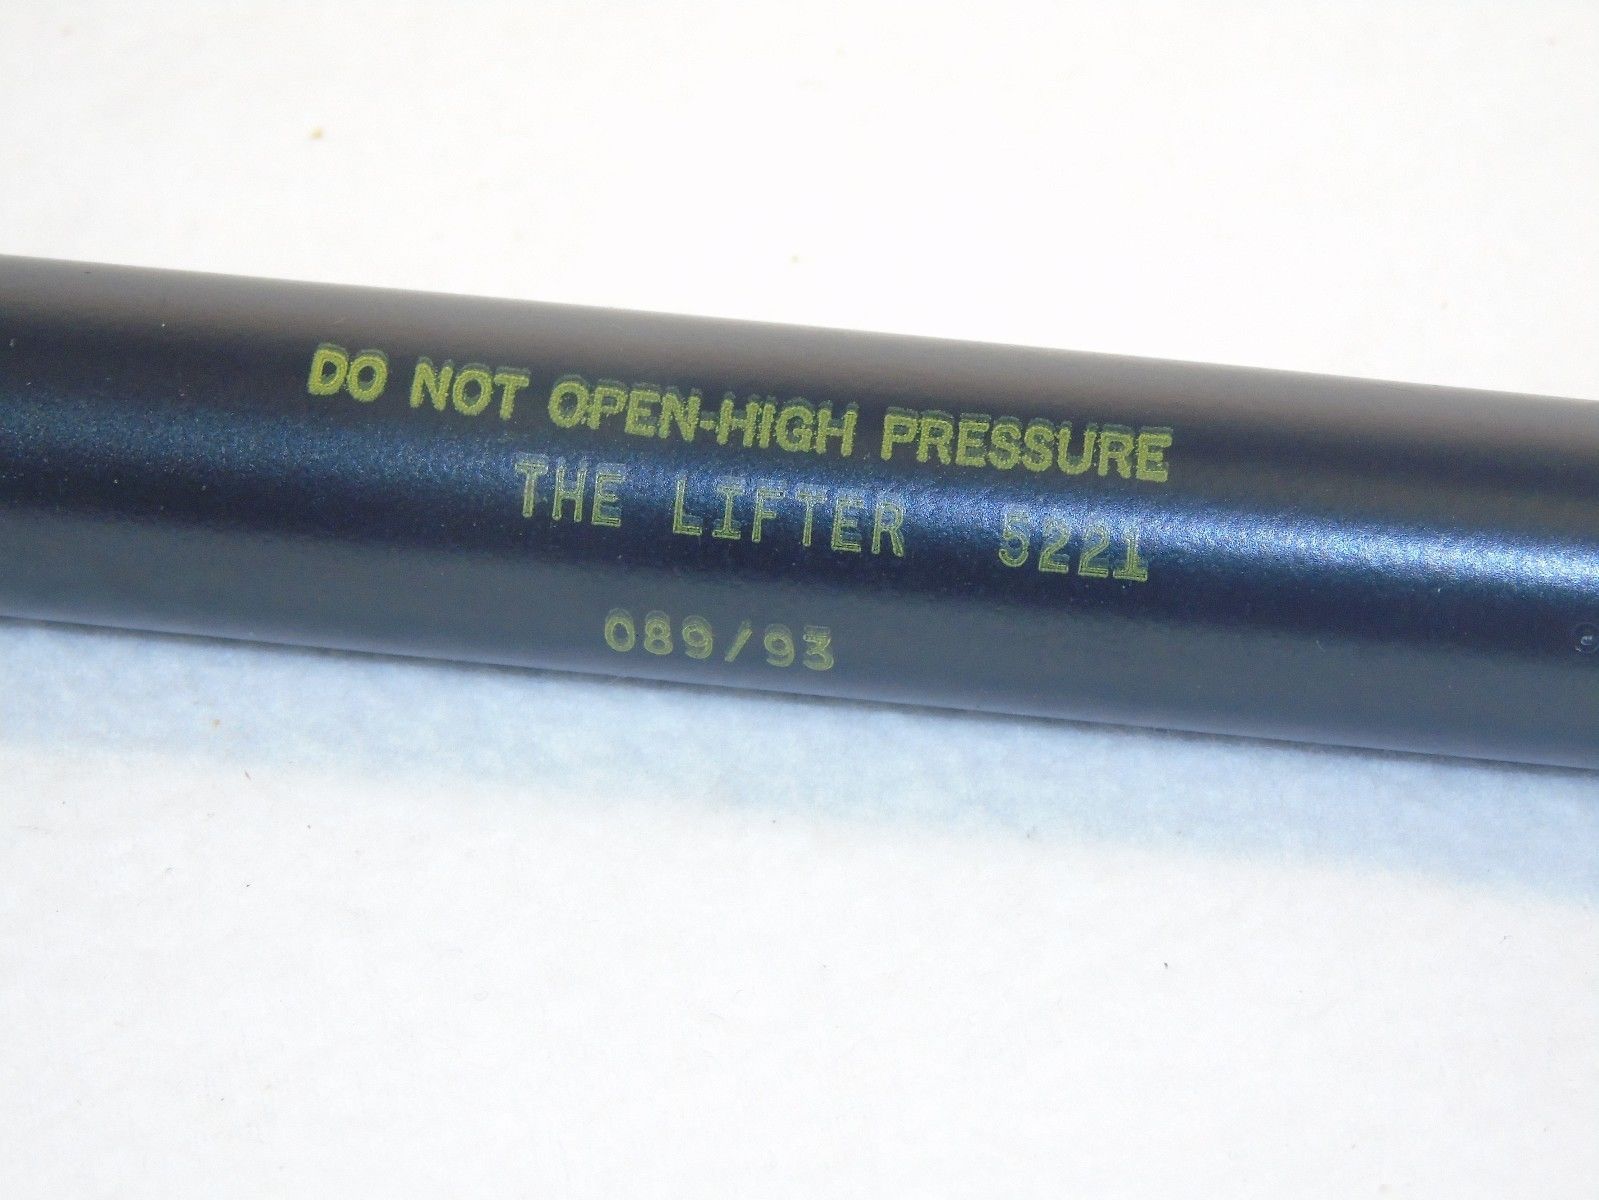 DO NOT OPEN-HIGH PRESSURE
THE LIFTER 5221
089/93